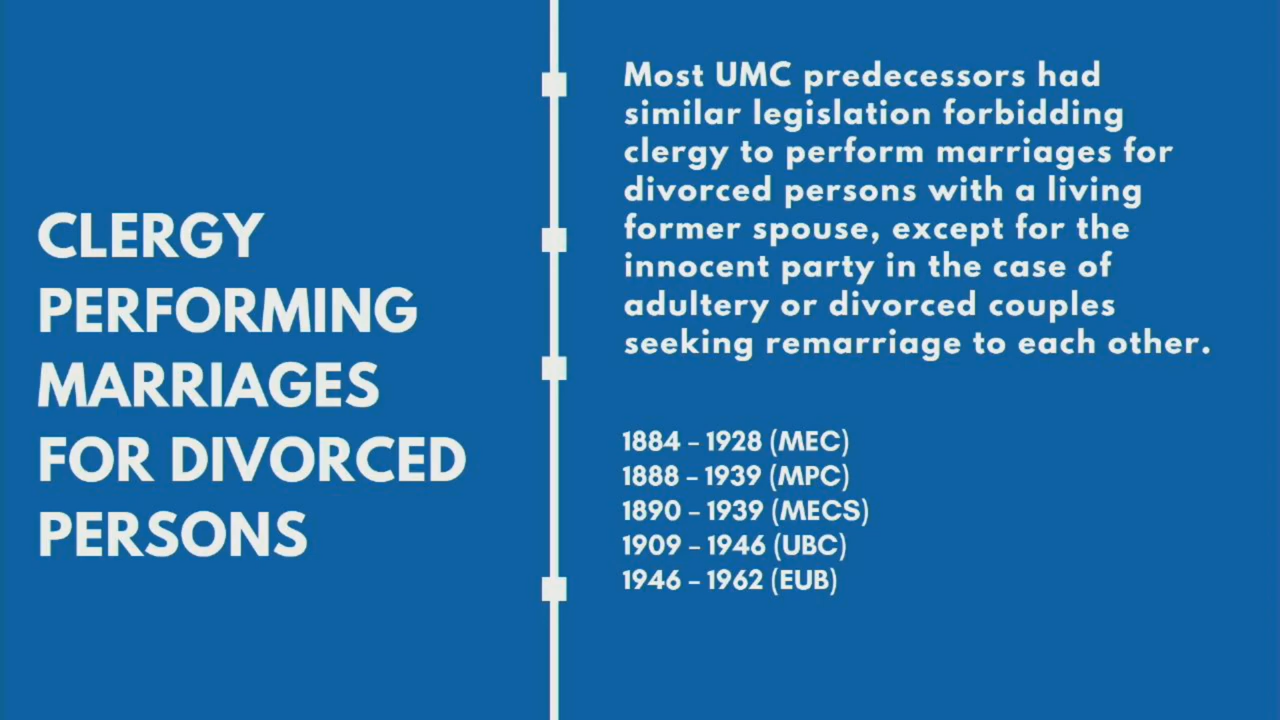 CLERGY
PERFORMING
MARRIAGES
FOR DIVORCED
PERSONS
Most UMC predecessors had
similar legislation forbidding
clergy to perform marriages for
divorced persons with a living
former spouse, except for the
innocent party in the case of
adultery or divorced couples
seeking remarriage to each other.
1884 – 1928 (MEC)
1888 – 1939 (MPC)
1890 – 1939 (MECS)
1909 – 1946 (UBC)
1946 – 1962 (EUB)